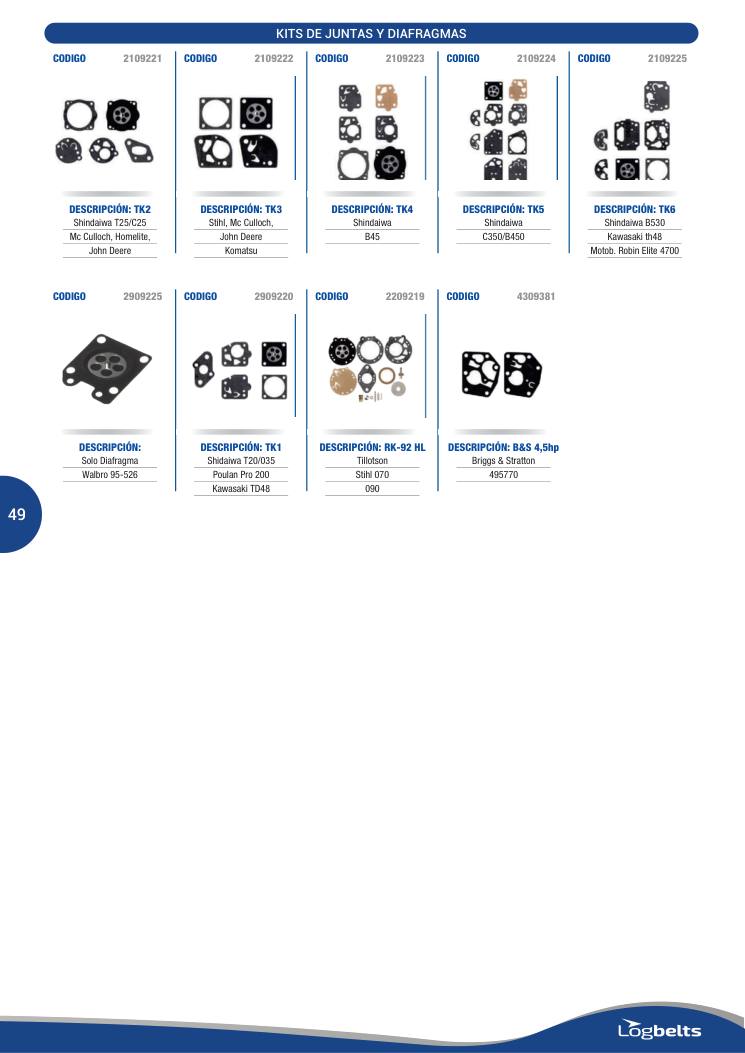 KITS DE JUNTAS Y DIAFRAGMAS
CODIGO 2109221
DESCRIPCIÓN: TK2
Shindaiwa T25/C25
Mc Culloch, Homelite,
John Deere
CODIGO 2109222
DESCRIPCIÓN: TK3
Stihl, Mc Culloch,
John Deere
Komatsu
CODIGO 2109223
DESCRIPCIÓN: TK4
Shindaiwa
B45
CODIGO 2109224
DESCRIPCIÓN: TK5
Shindaiwa
C350/B450
CODIGO 2109225
DESCRIPCIÓN: TK6
Shindaiwa B530
Kawasaki th48
Motob. Robin Elite 4700
CODIGO 2909225
DESCRIPCIÓN:
Solo Diafragma
Walbro 95-526
CODIGO 2909220
DESCRIPCIÓN: TK1
Shidaiwa T20/035
Poulan Pro 200
Kawasaki TD48
CODIGO 2209219
DESCRIPCIÓN: RK-92 HL
Tillotson
Stihl 070
090
CODIGO 4309381
DESCRIPCIÓN: B&S 4,5hp
Briggs & Stratton
495770
49
Logbelts